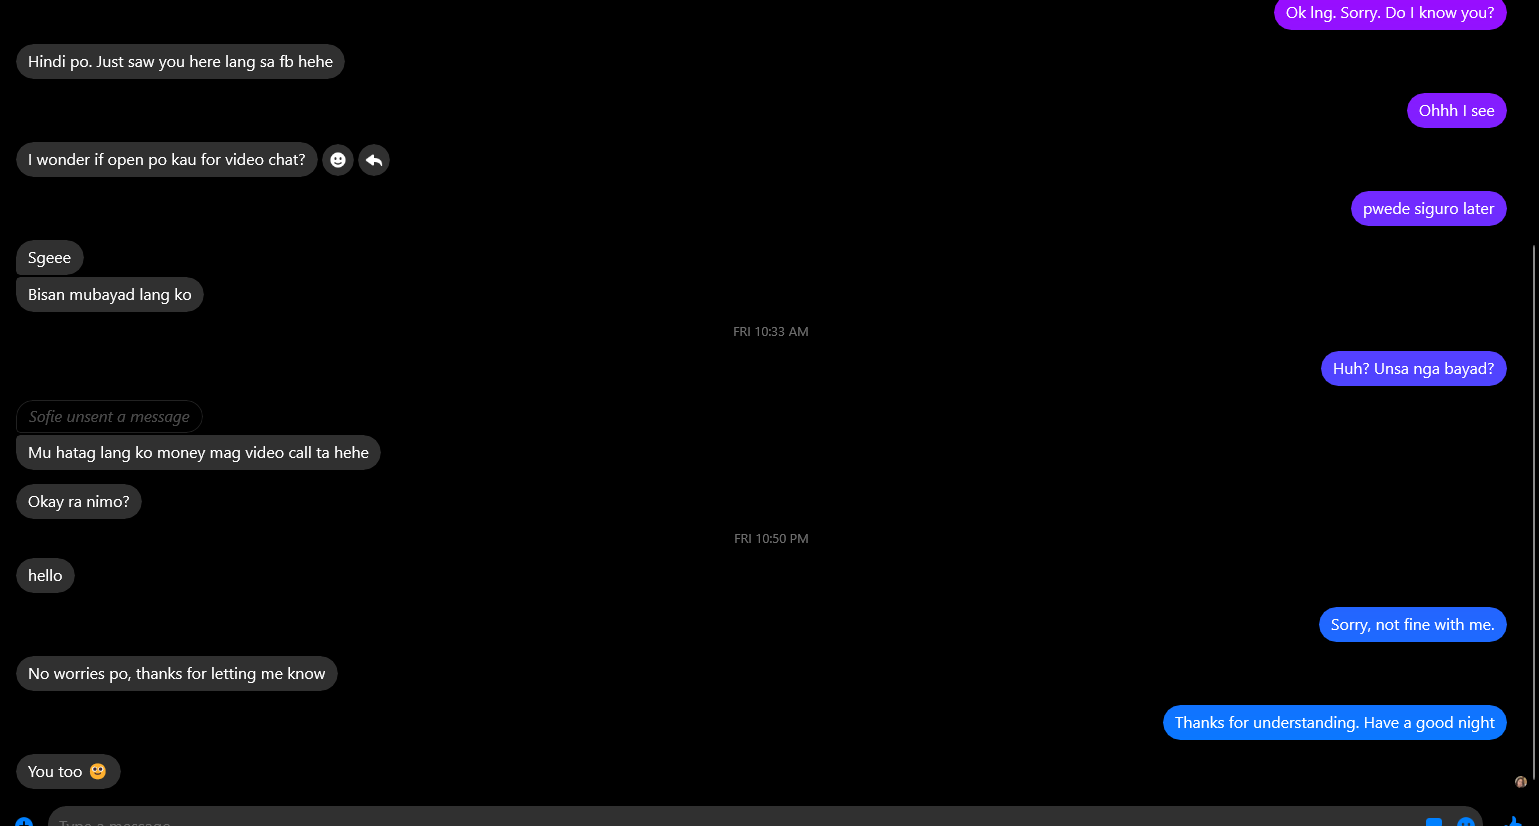 Ok lng. Sorry. Do I know you?
Hindi po. Just saw you here lang sa fb hehe
Ohhh I see
I wonder if open po kau for video chat?
pwede siguro later
Sgeee
Bisan mubayad lang ko
FRI 10:33 AM
Huh? Unsa nga bayad?
Sofie unsent a message
Mu hatag lang ko money mag video call ta hehe
Okay ra nimo?
FRI 10:50 PM
hello
Sorry, not fine with me.
No worries po, thanks for letting me know
Thanks for understanding. Have a good night
You too 🙂
Type a message